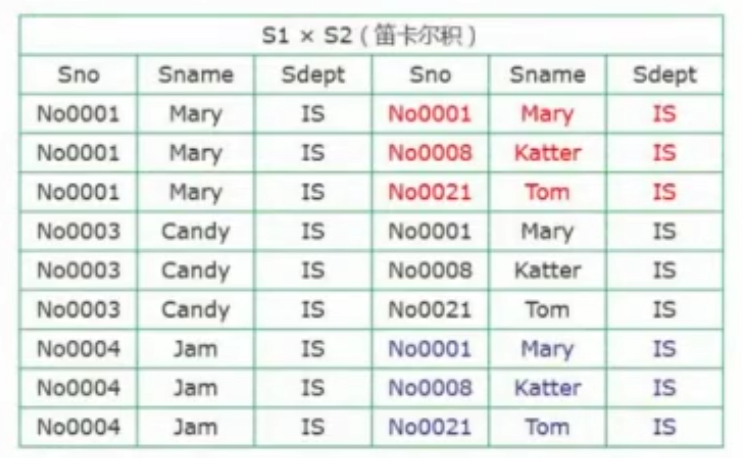 S1 × S2 ( 笛卡尔积 )
Sno Sname Sdept Sno Sname Sdept
No0001 Mary IS No0001 Mary IS
No0001 Mary IS No0008 Katter IS
No0001 Mary IS No0021 Tom IS
No0003 Candy IS No0001 Mary IS
No0003 Candy IS No0008 Katter IS
No0003 Candy IS No0021 Tom IS
No0004 Jam IS No0001 Mary IS
No0004 Jam IS No0008 Katter IS
No0004 Jam IS No0021 Tom IS